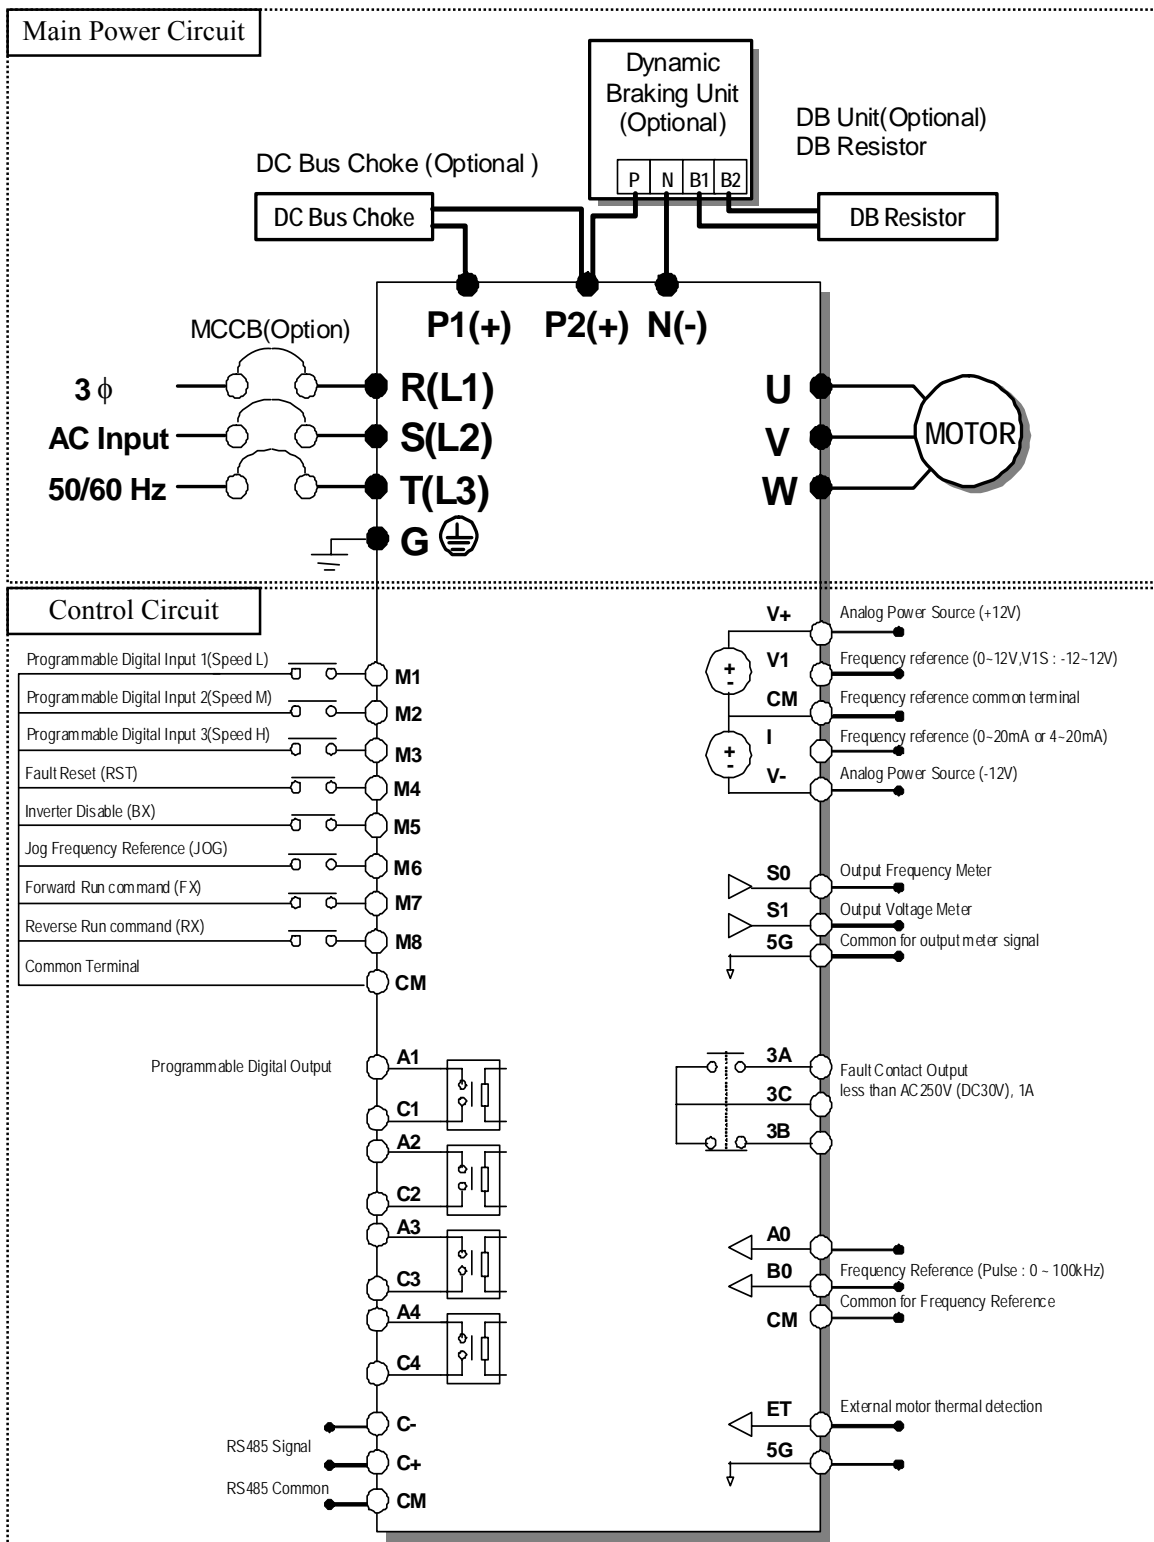 Main Power Circuit
Dynamic
Braking Unit
(Optional)
P N B1 B2
DB Unit(Optional)
DB Resistor
DC Bus Choke (Optional )
DC Bus Choke
DB Resistor
P1(+) P2(+) N(-)
MCCB(Option)
3 ϕ
AC Input
50/60 Hz
R(L1)
S(L2)
T(L3)
G
U
V
W
MOTOR
Control Circuit
Programmable Digital Input 1(Speed L)
M1
Programmable Digital Input 2(Speed M)
M2
Programmable Digital Input 3(Speed H)
M3
Fault Reset (RST)
M4
Inverter Disable (BX)
M5
Jog Frequency Reference (JOG)
M6
Forward Run command (FX)
M7
Reverse Run command (RX)
M8
Common Terminal
CM
Programmable Digital Output
A1
C1
A2
C2
A3
C3
A4
C4
C-
RS485 Signal
C+
RS485 Common
CM
V+ Analog Power Source (+12V)
+
-
V1 Frequency reference (0~12V,V1S : -12~12V)
CM Frequency reference common terminal
+
-
I Frequency reference (0~20mA or 4~20mA)
V- Analog Power Source (-12V)
S0 Output Frequency Meter
S1 Output Voltage Meter
5G Common for output meter signal
3A
Fault Contact Output
less than AC250V (DC30V), 1A
3C
3B
A0
B0 Frequency Reference (Pulse : 0 ~ 100kHz)
Common for Frequency Reference
CM
ET External motor thermal detection
5G